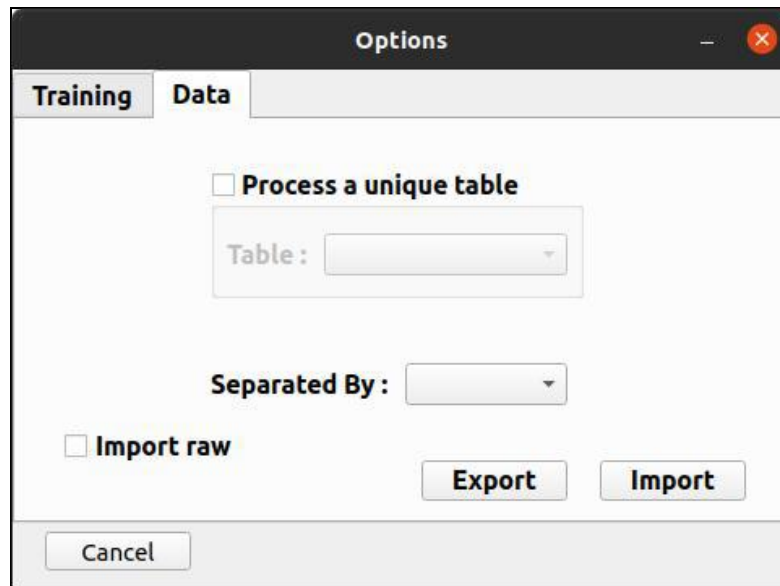 Options
Training Data
Process a unique table
Table :
Separated By :
Import raw
Export Import
Cancel